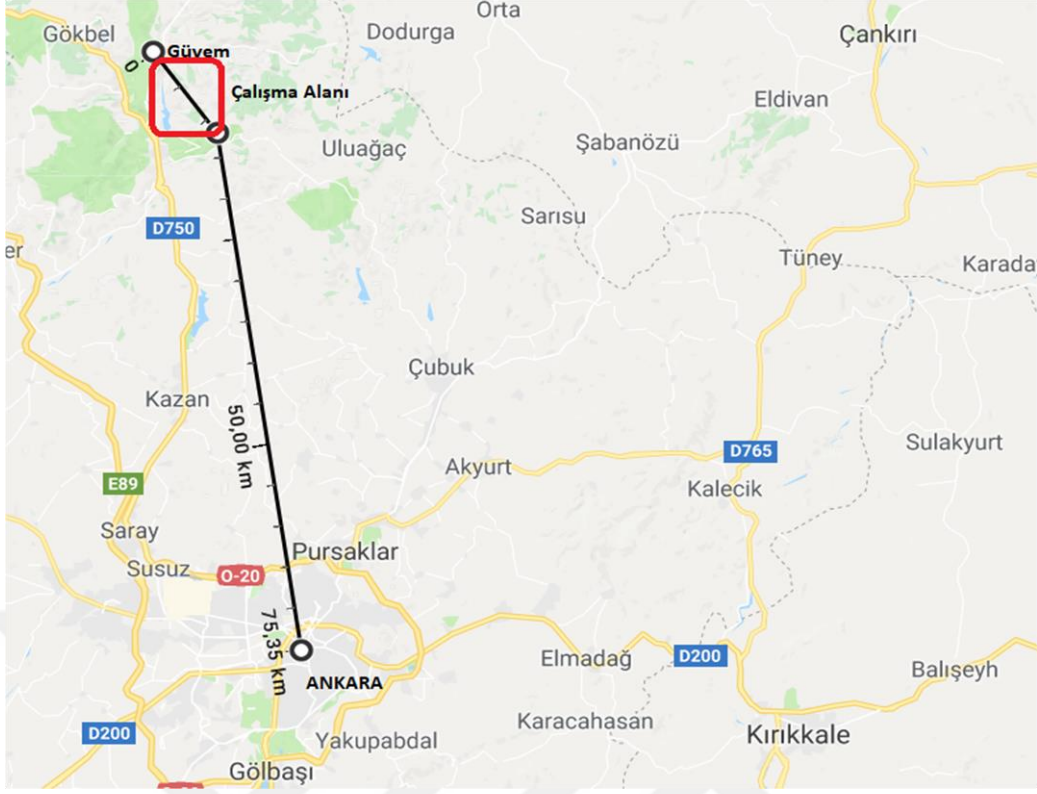 Orta
Gökbel
Dodurga
Çankırı
Güvem
0
Çalışma Alanı
Eldivan
Uluağaç
Şabanözü
Sarısu
D750
er
Tüney
Karada
Çubuk
Kazan
50,00 km
Sulakyurt
D765
Akyurt
E89
Kalecik
Saray
Pursaklar
Susuz
O-20
75,35 km
Elmadağ
D200
Balışeyh
ANKARA
Karacahasan
D200
Yakupabdal
Kırıkkale
Gölbaşı